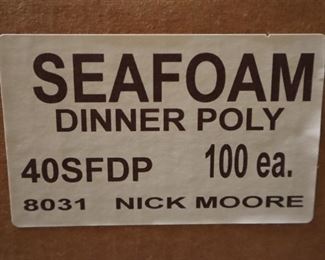 SEAFOAM
DINNER POLY
40SFDP 100 ea.
8031 NICK MOORE